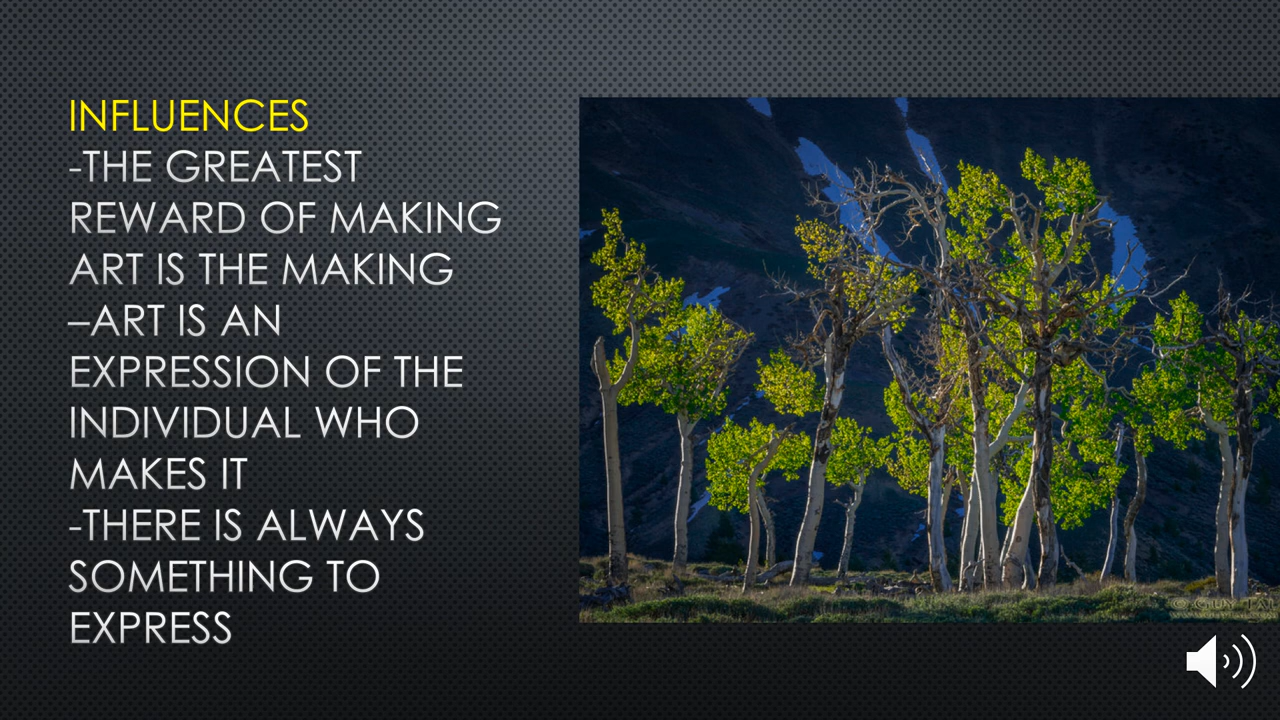 INFLUENCES
-THE GREATEST
REWARD OF MAKING
ART IS THE MAKING
–ART IS AN
EXPRESSION OF THE
INDIVIDUAL WHO
MAKES IT
-THERE IS ALWAYS
SOMETHING TO
EXPRESS
© GUY TAL